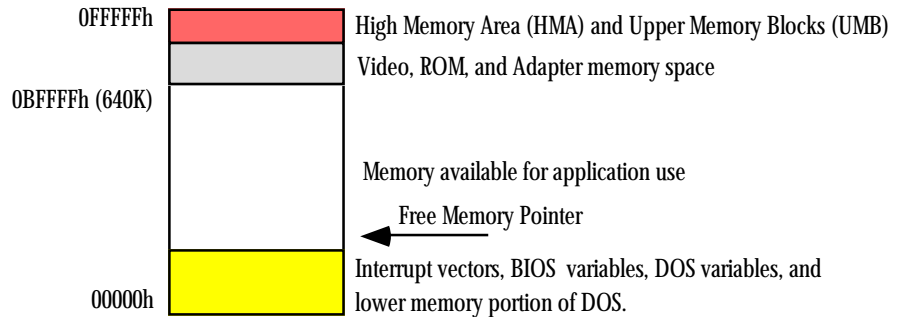 0FFFFFh
High Memory Area (HMA) and Upper Memory Blocks (UMB)
Video, ROM, and Adapter memory space
0BFFFFh (640K)
Memory available for application use
Free Memory Pointer
Interrupt vectors, BIOS variables, DOS variables, and
lower memory portion of DOS.
00000h